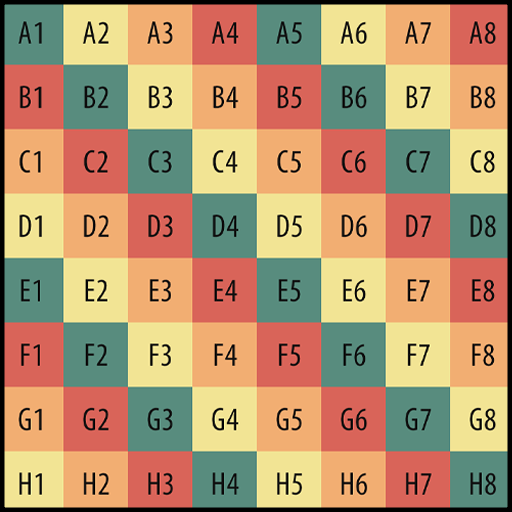 A1 A2 A3 A4 A5 A6 A7 A8
B1 B2 B3 B4 B5 B6 B7 B8
C1 C2 C3 C4 C5 C6 C7 C8
D1 D2 D3 D4 D5 D6 D7 D8
E1 E2 E3 E4 E5 E6 E7 E8
F1 F2 F3 F4 F5 F6 F7 F8
G1 G2 G3 G4 G5 G6 G7 G8
H1 H2 H3 H4 H5 H6 H7 H8